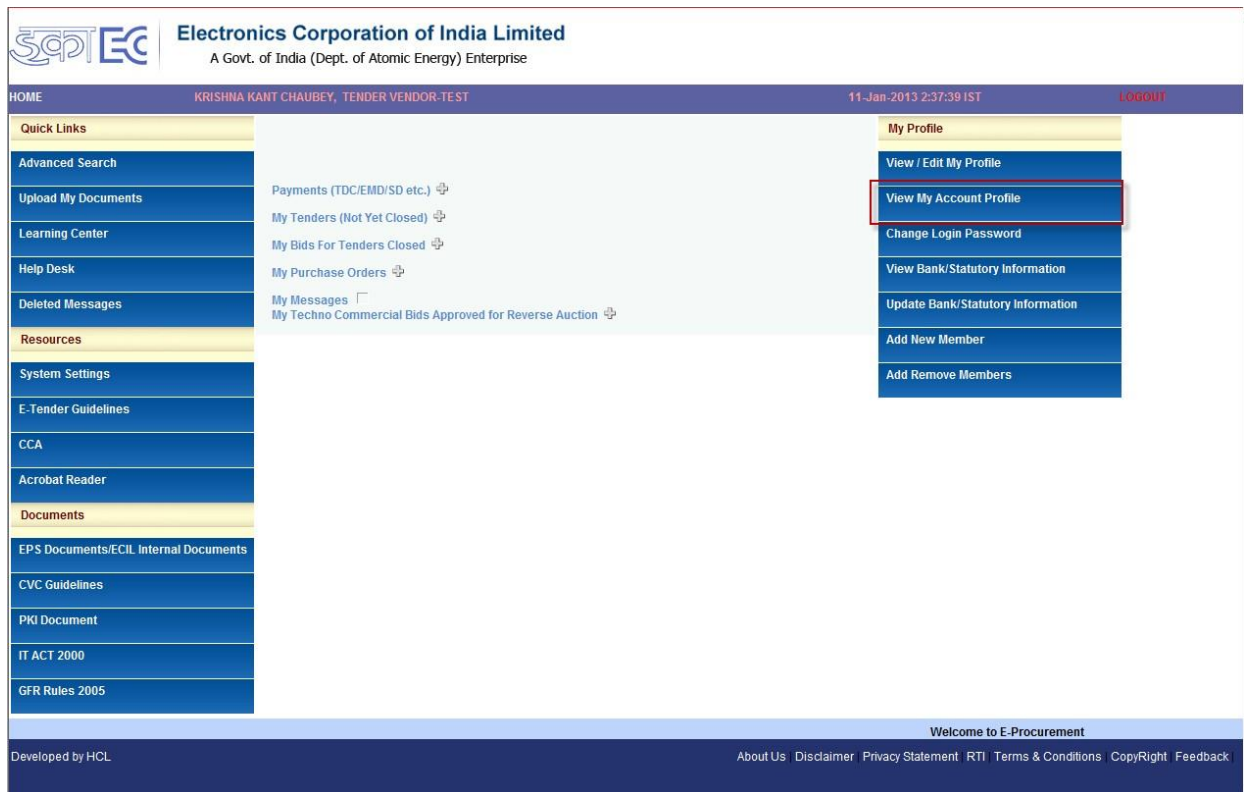 इका EC
Electronics Corporation of India Limited
A Govt. of India (Dept. of Atomic Energy) Enterprise
HOME KRISHNA KANT CHAUBEY, TENDER VENDOR-TEST 11-Jan-2013 2:37:39 IST LOGOUT
Quick Links
Advanced Search
Upload My Documents
Learning Center
Help Desk
Deleted Messages
Resources
System Settings
E-Tender Guidelines
CCA
Acrobat Reader
Documents
EPS Documents/ECIL Internal Documents
CVC Guidelines
PKI Document
IT ACT 2000
GFR Rules 2005
Payments (TDC/EMD/SD etc.)
My Tenders (Not Yet Closed)
My Bids For Tenders Closed
My Purchase Orders
My Messages
My Techno Commercial Bids Approved for Reverse Auction
My Profile
View / Edit My Profile
View My Account Profile
Change Login Password
View Bank/Statutory Information
Update Bank/Statutory Information
Add New Member
Add Remove Members
Welcome to E-Procurement
Developed by HCL About Us | Disclaimer | Privacy Statement | RTI | Terms & Conditions | CopyRight | Feedback |